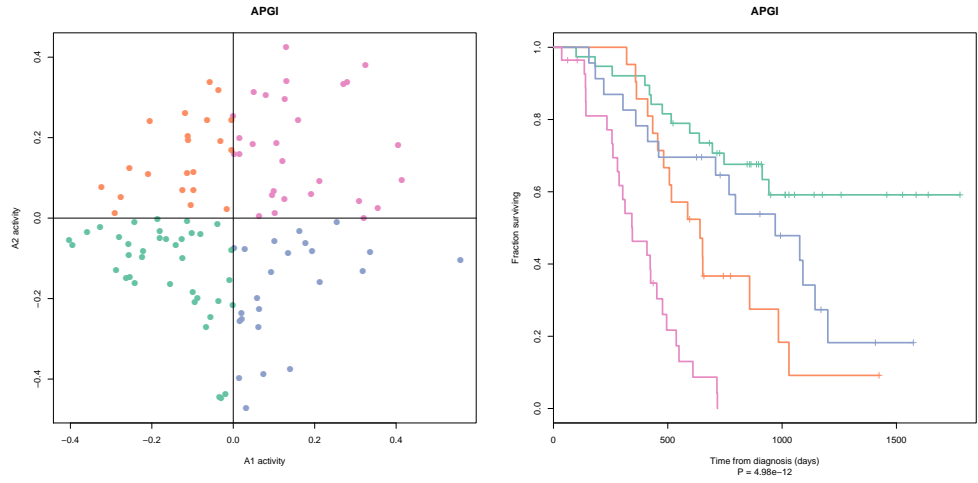 APGI
A2 activity
0.4
0.2
0.0
−0.2
−0.4
−0.4
−0.2
0.0
0.2
0.4
A1 activity
APGI
Fraction surviving
1.0
0.8
0.6
0.4
0.2
0.0
0
500
1000
1500
Time from diagnosis (days)
P = 4.98e−12